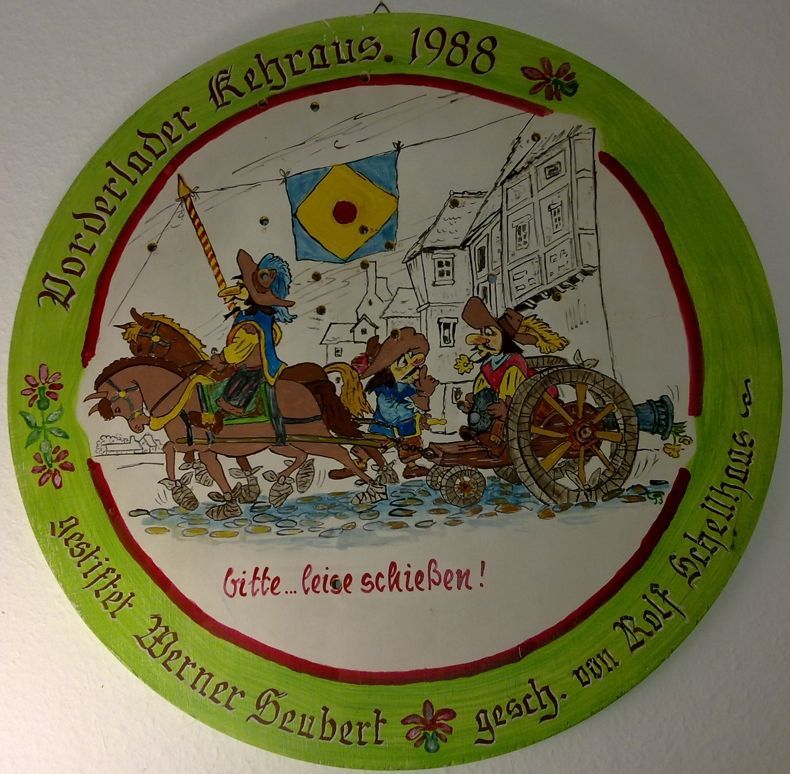 Vorderlader Kehraus. 1988
bitte... leise schießen!
gestiftet Werner Seubert
gesch. von Rolf Schellhaas